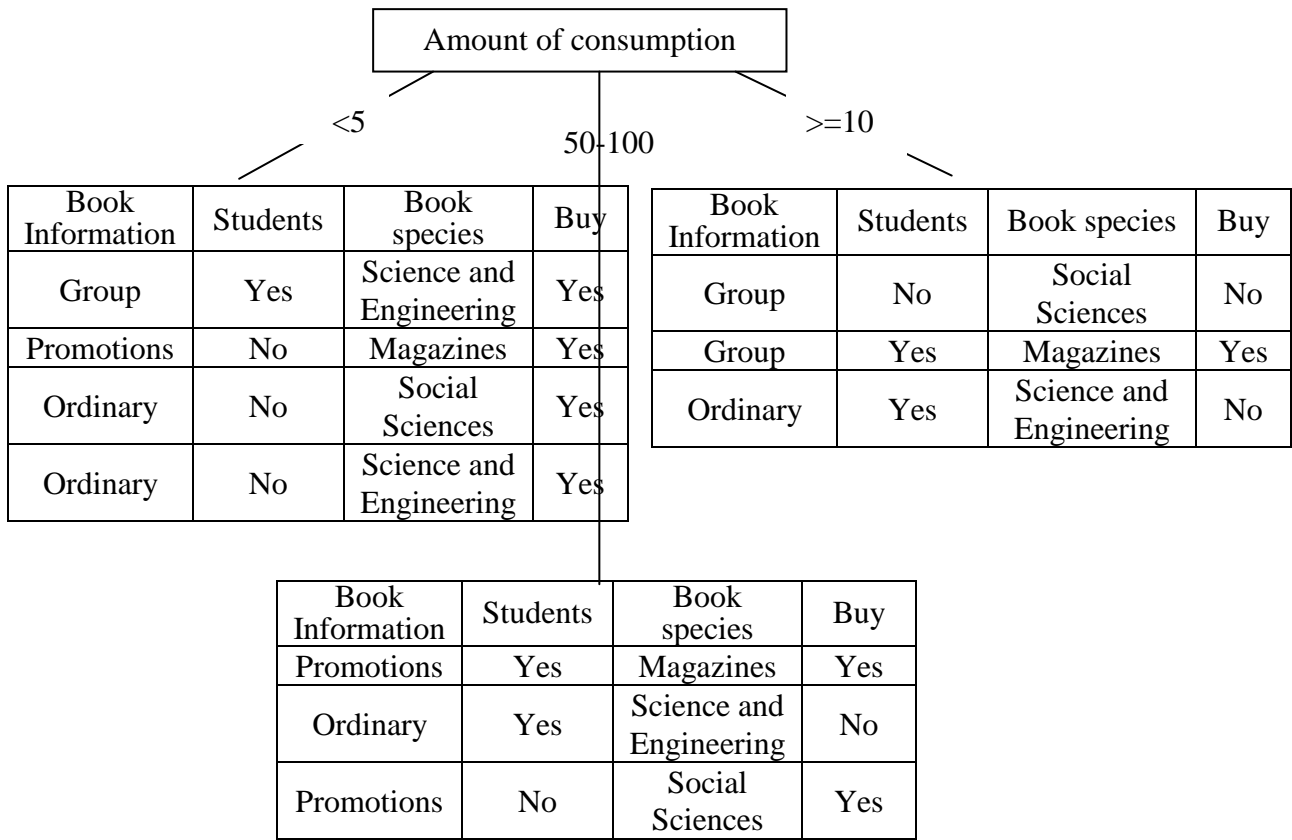 Amount of consumption
<5
50-100
>=10
Book
Information
Students
Book
species
Buy
Group
Yes
Science and
Engineering
Yes
Promotions
No
Magazines
Yes
Ordinary
No
Social
Sciences
Yes
Ordinary
No
Science and
Engineering
Yes
Book
Information
Students
Book species
Buy
Group
No
Social
Sciences
No
Group
Yes
Magazines
Yes
Ordinary
Yes
Science and
Engineering
No
Book
Information
Students
Book
species
Buy
Promotions
Yes
Magazines
Yes
Ordinary
Yes
Science and
Engineering
No
Promotions
No
Social
Sciences
Yes